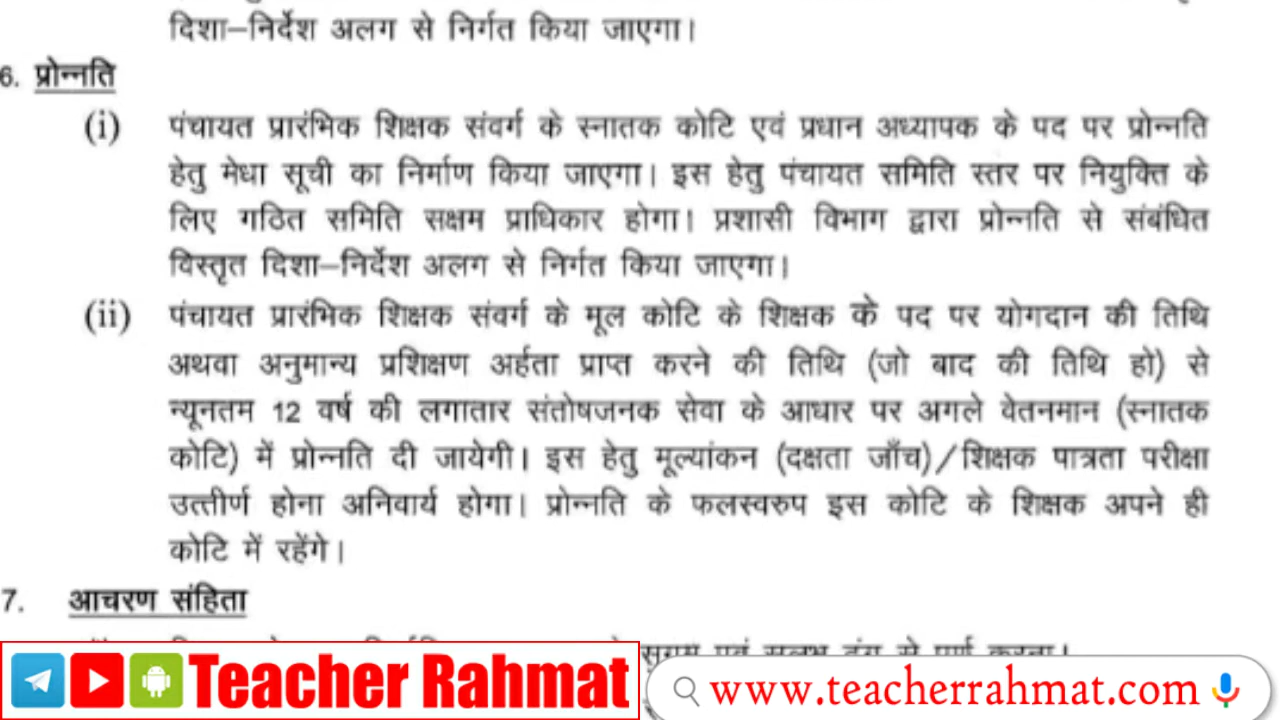 दिशा–निर्देश अलग से निर्गत किया जाएगा।
6. प्रोन्नति
(i) पंचायत प्रारंभिक शिक्षक संवर्ग के स्नातक कोटि एवं प्रधान अध्यापक के पद पर प्रोन्नति
हेतु मेधा सूची का निर्माण किया जाएगा। इस हेतु पंचायत समिति स्तर पर नियुक्ति के
लिए गठित समिति सक्षम प्राधिकार होगा। प्रशासी विभाग द्वारा प्रोन्नति से संबंधित
विस्तृत दिशा–निर्देश अलग से निर्गत किया जाएगा।
(ii) पंचायत प्रारंभिक शिक्षक संवर्ग के मूल कोटि के शिक्षक के पद पर योगदान की तिथि
अथवा अनुमान्य प्रशिक्षण अर्हता प्राप्त करने की तिथि (जो बाद की तिथि हो) से
न्यूनतम 12 वर्ष की लगातार संतोषजनक सेवा के आधार पर अगले वेतनमान (स्नातक
कोटि) में प्रोन्नति दी जायेगी। इस हेतु मूल्यांकन (दक्षता जाँच)/शिक्षक पात्रता परीक्षा
उत्तीर्ण होना अनिवार्य होगा। प्रोन्नति के फलस्वरुप इस कोटि के शिक्षक अपने ही
कोटि में रहेंगे।
7. आचरण संहिता
सुगम एवं सुलभ ढंग से पूर्ण करना।
Teacher Rahmat
www.teacherrahmat.com